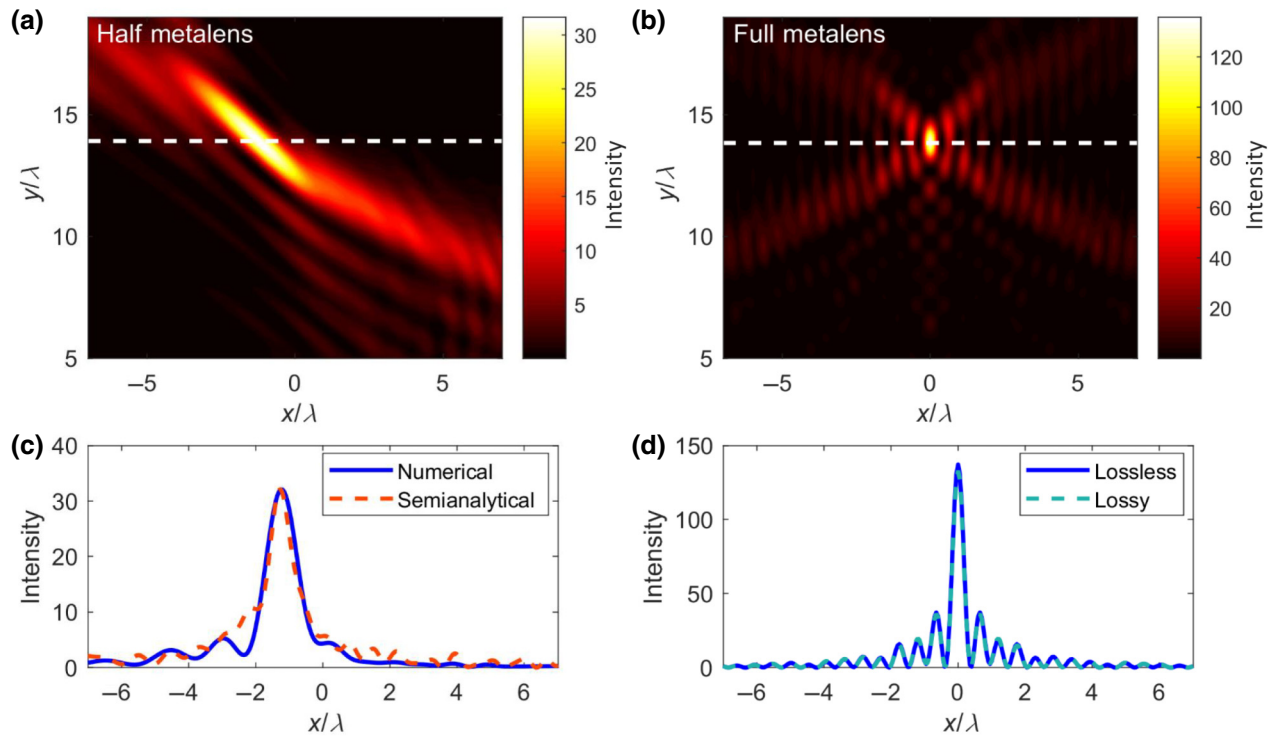 (a)
Half metalens
15
10
5
y/λ
–5
0
5
x/λ
30
25
20
15
10
5
Intensity
(b)
Full metalens
15
10
5
y/λ
–5
0
5
x/λ
120
100
80
60
40
20
Intensity
(c)
40
30
20
10
0
Intensity
Numerical
Semianalytical
–6
–4
–2
0
2
4
6
x/λ
(d)
150
100
50
0
Intensity
Lossless
Lossy
–6
–4
–2
0
2
4
6
x/λ